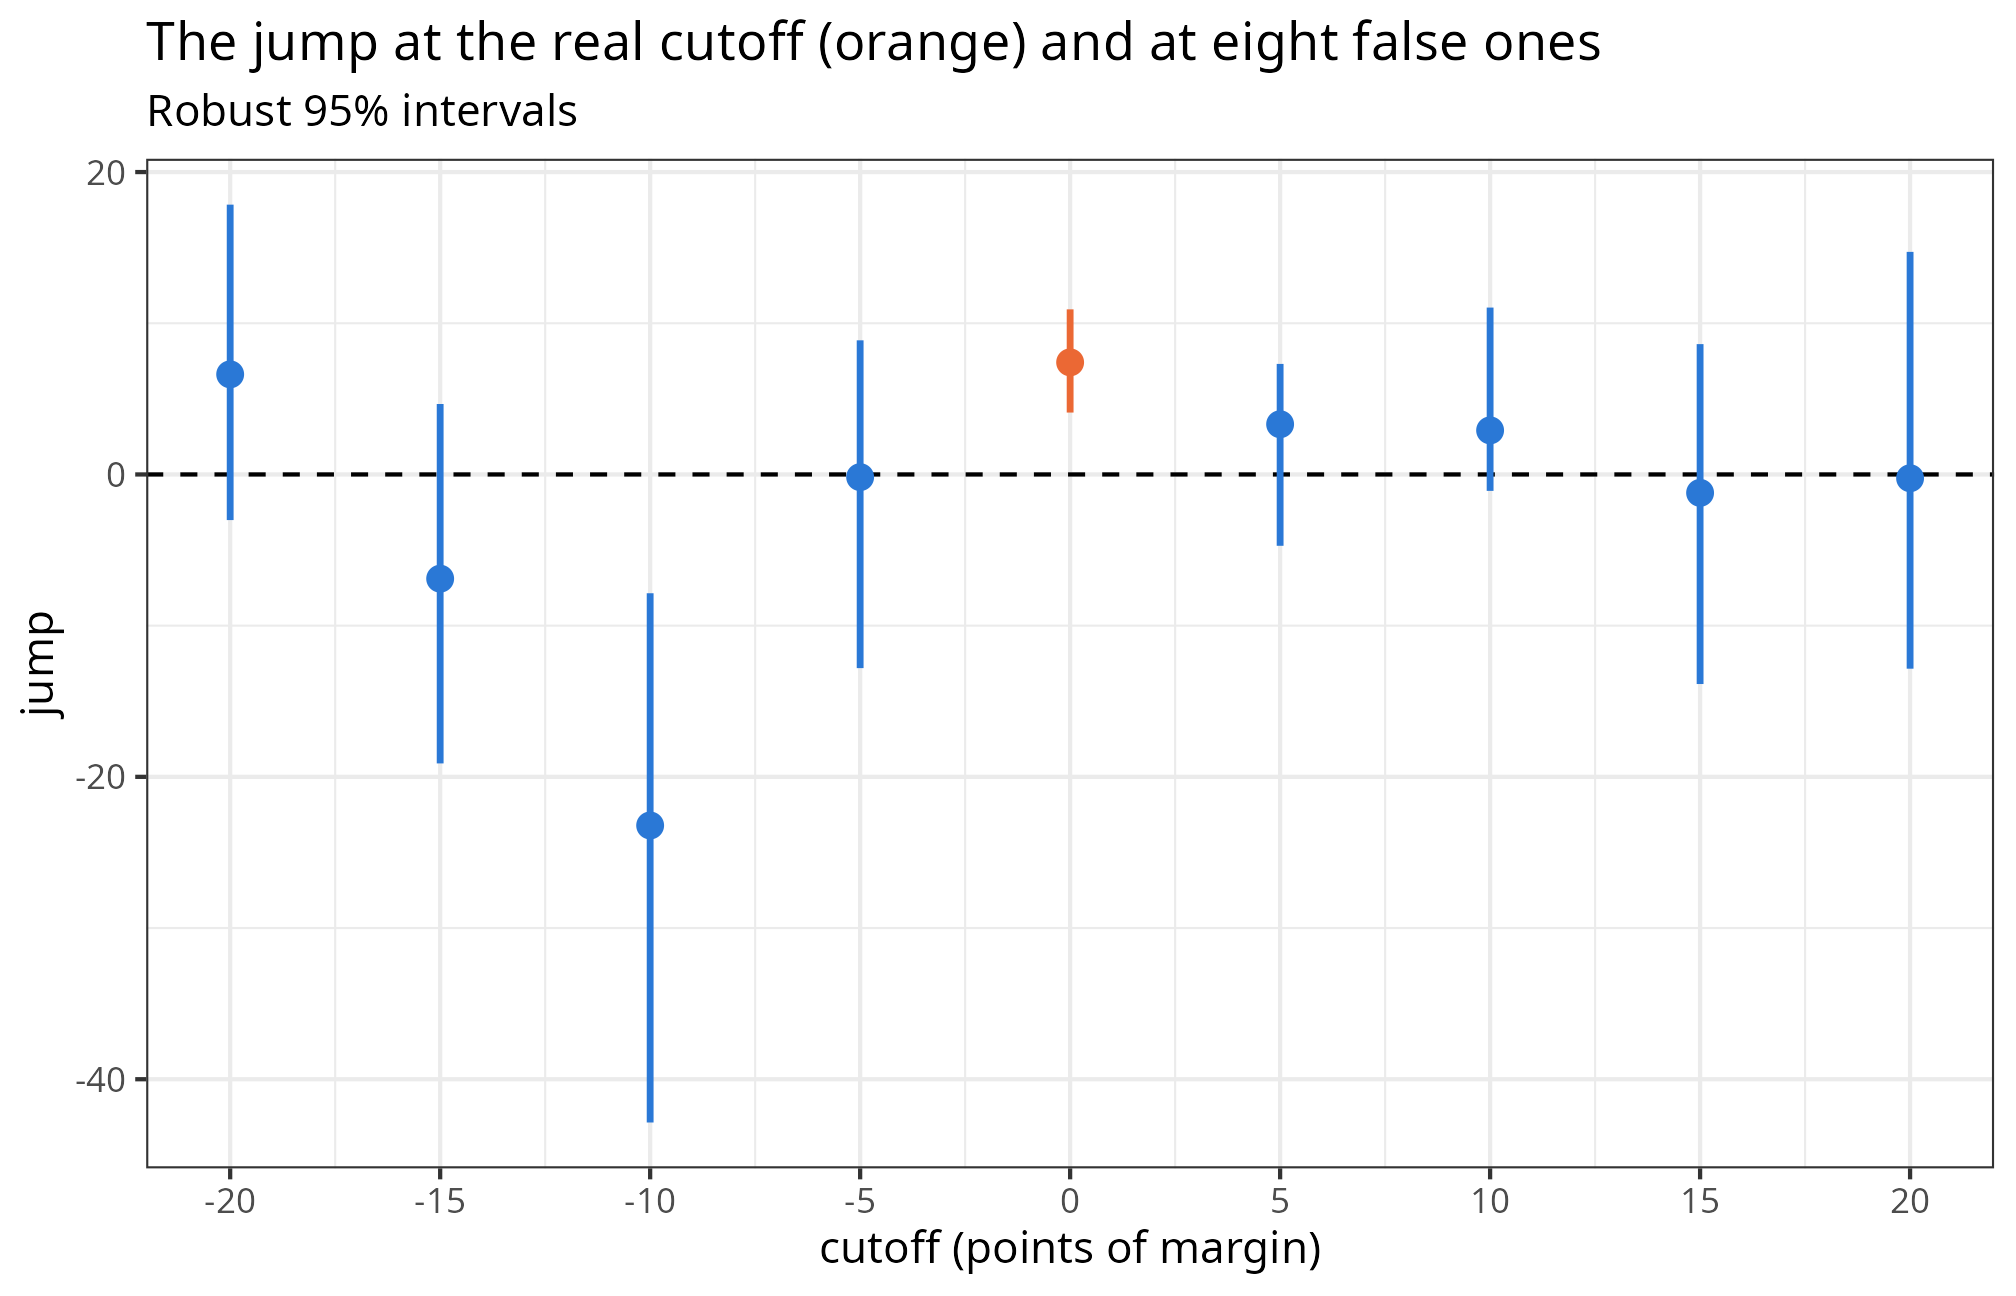 The jump at the real cutoff (orange) and at eight false ones
Robust 95% intervals
20
0
-20
-40
jump
-20 -15 -10 -5 0 5 10 15 20
cutoff (points of margin)